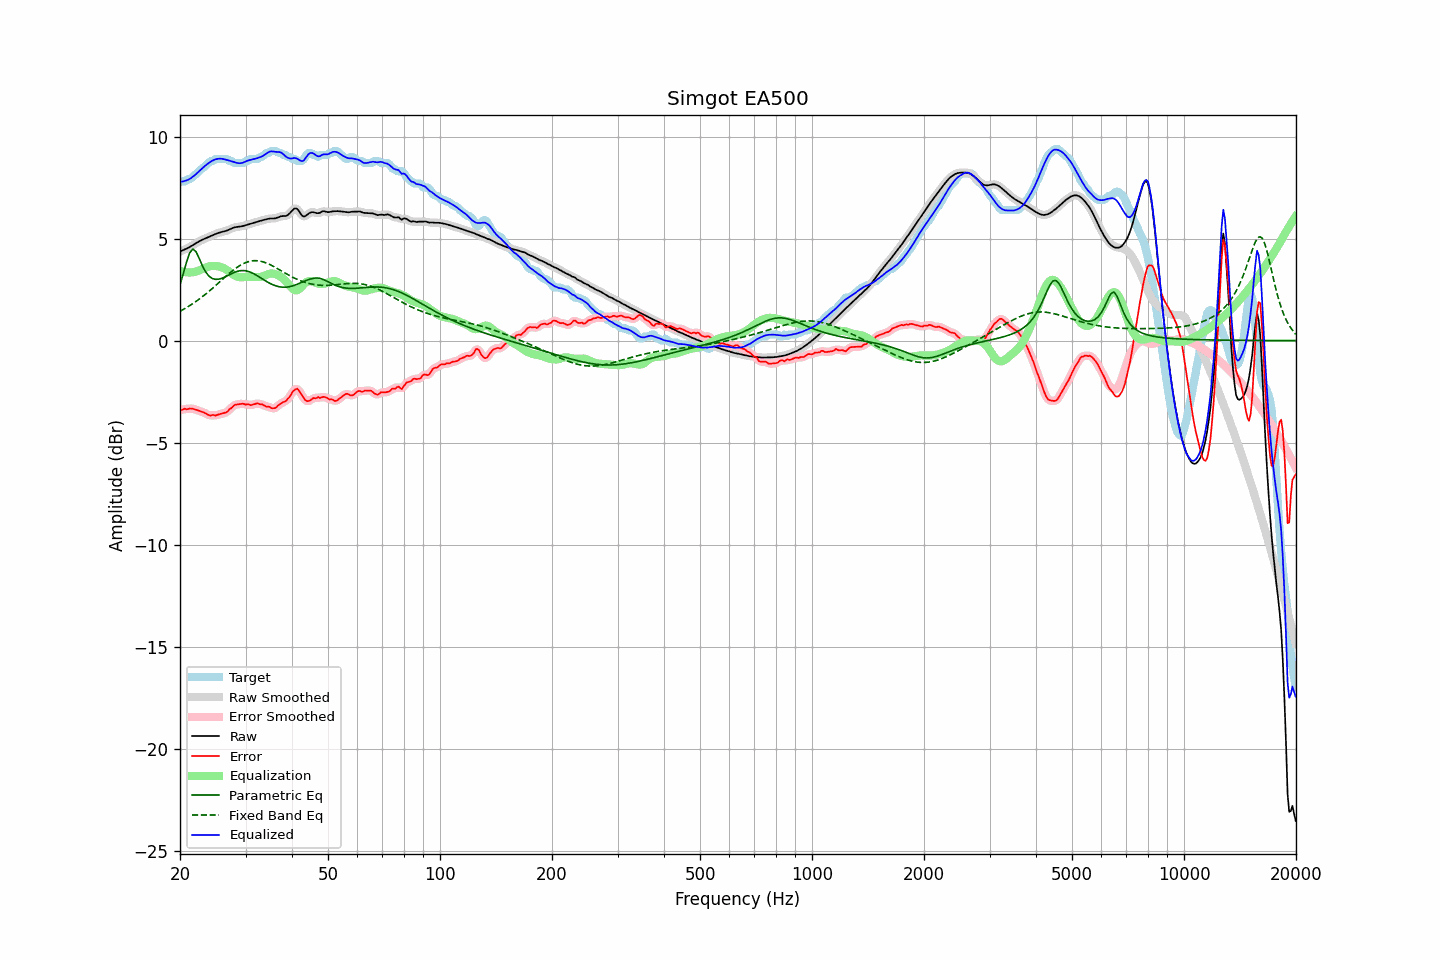 Simgot EA500
10
5
0
−5
−10
−15
−20
−25
Amplitude (dBr)
Target
Raw Smoothed
Error Smoothed
Raw
Error
Equalization
Parametric Eq
Fixed Band Eq
Equalized
20 50 100 200 500 1000 2000 5000 10000 20000
Frequency (Hz)